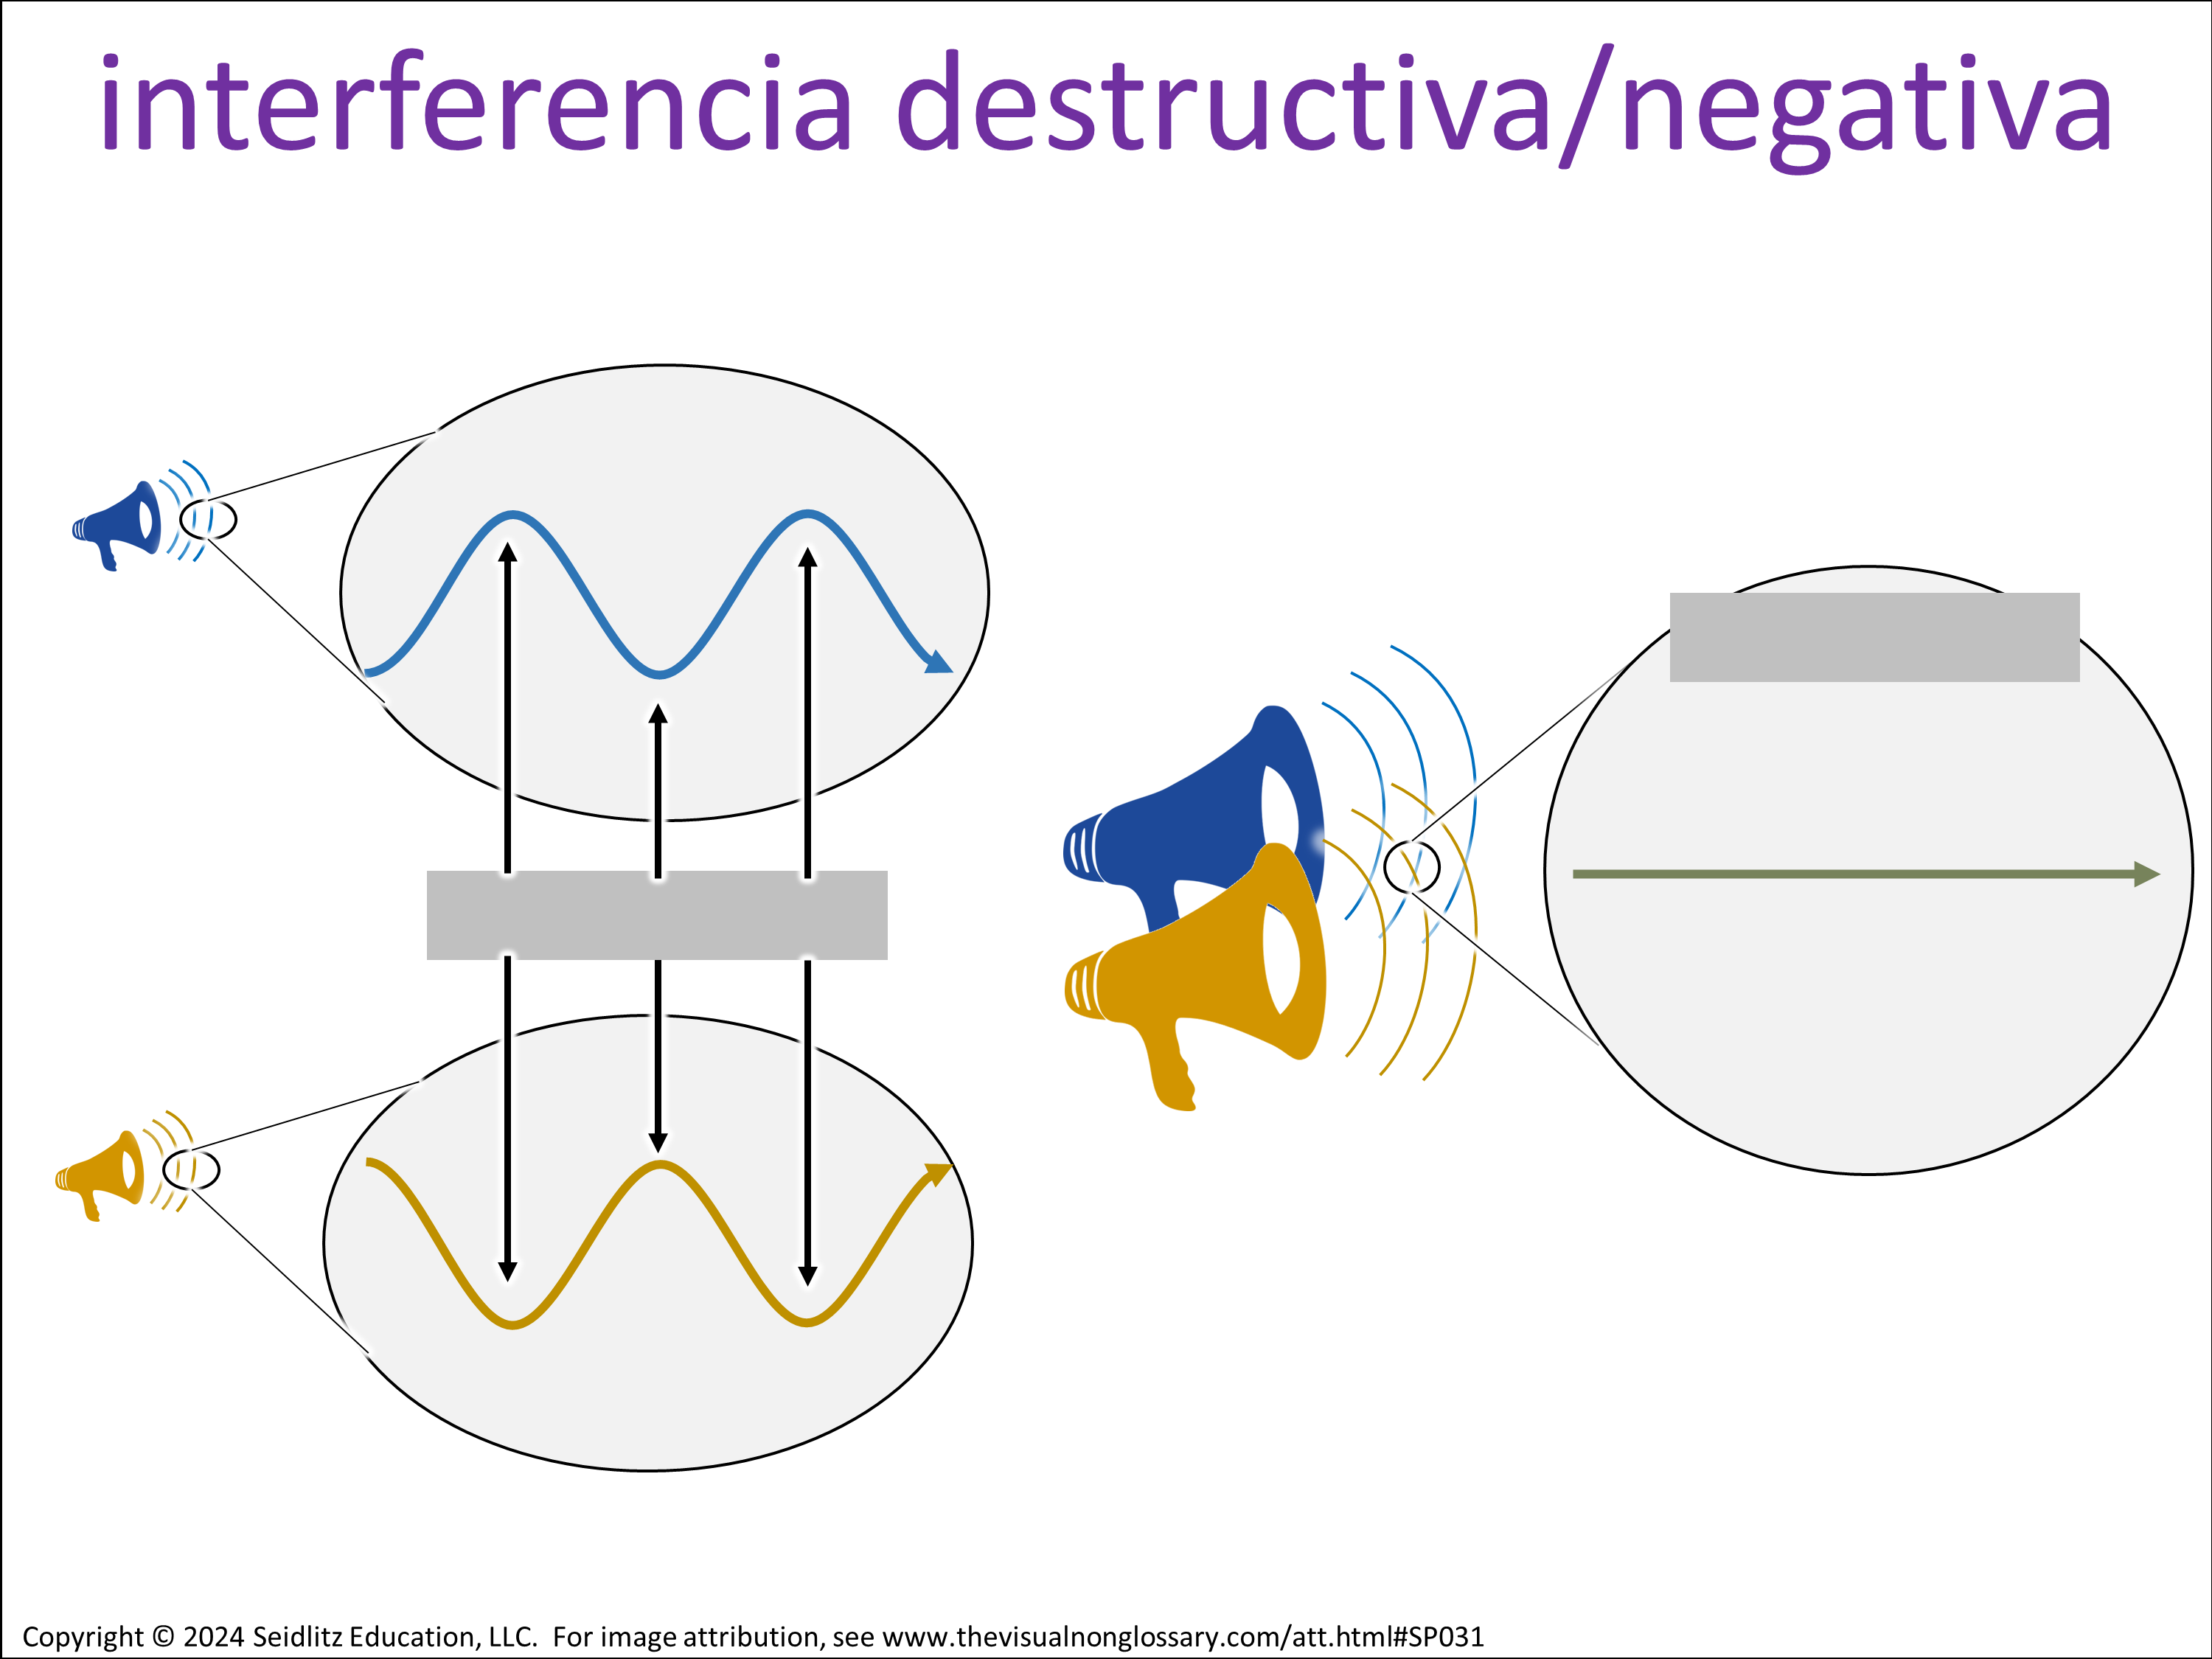 interferencia destructiva/negativa
Copyright © 2024 Seidlitz Education, LLC.  For image attribution, see www.thevisualnonglossary.com/att.html#SP031